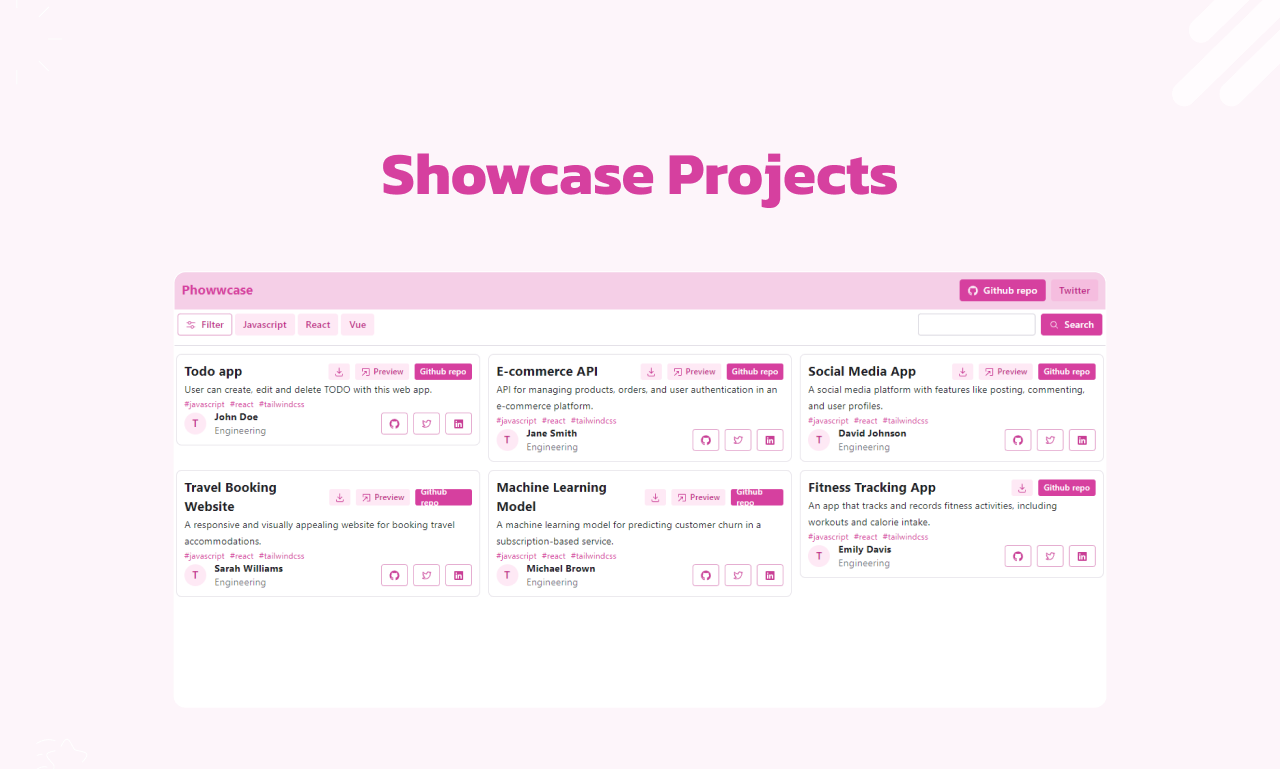 Showcase Projects
Phowwcase
Github repo
Twitter
Filter
Javascript
React
Vue
Search
Todo app
Preview
Github repo
User can create, edit and delete TODO with this web app.
#javascript #react #tailwindcss
T
John Doe
Engineering
E-commerce API
Preview
Github repo
API for managing products, orders, and user authentication in an
e-commerce platform.
#javascript #react #tailwindcss
T
Jane Smith
Engineering
Social Media App
Preview
Github repo
A social media platform with features like posting, commenting,
and user profiles.
#javascript #react #tailwindcss
T
David Johnson
Engineering
Travel Booking
Website
Preview
Github
repo
A responsive and visually appealing website for booking travel
accommodations.
#javascript #react #tailwindcss
T
Sarah Williams
Engineering
Machine Learning
Model
Preview
Github
repo
A machine learning model for predicting customer churn in a
subscription-based service.
#javascript #react #tailwindcss
T
Michael Brown
Engineering
Fitness Tracking App
Github repo
An app that tracks and records fitness activities, including
workouts and calorie intake.
#javascript #react #tailwindcss
T
Emily Davis
Engineering